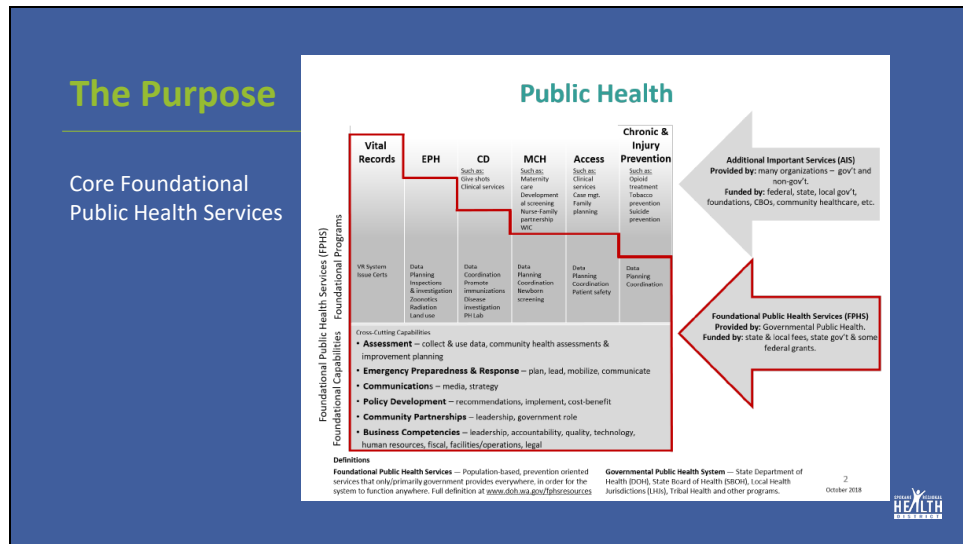 The Purpose
Core Foundational
Public Health Services
Public Health
Foundational Public Health Services (FPHS)
Foundational Programs
Foundational Capabilities
Vital
Records
EPH
CD
Such as:
Give shots
Clinical services
MCH
Such as:
Maternity
care
Development
al screening
Nurse-Family
partnership
WIC
Access
Such as:
Clinical
services
Case mgt.
Family
planning
Chronic &
Injury
Prevention
Such as:
Opioid
treatment
Tobacco
prevention
Suicide
prevention
VR System
Issue Certs
Data
Planning
Inspections
& investigation
Zoonotics
Radiation
Land use
Data
Coordination
Promote
immunizations
Disease
investigation
PH Lab
Data
Planning
Coordination
Newborn
screening
Data
Planning
Coordination
Patient safety
Data
Planning
Coordination
Cross-Cutting Capabilities
• Assessment – collect & use data, community health assessments &
improvement planning
• Emergency Preparedness & Response – plan, lead, mobilize, communicate
• Communications – media, strategy
• Policy Development – recommendations, implement, cost-benefit
• Community Partnerships – leadership, government role
• Business Competencies – leadership, accountability, quality, technology,
human resources, fiscal, facilities/operations, legal
Additional Important Services (AIS)
Provided by: many organizations – gov't and
non-gov't.
Funded by: federal, state, local gov't,
foundations, CBOs, community healthcare, etc.
Foundational Public Health Services (FPHS)
Provided by: Governmental Public Health.
Funded by: state & local fees, state gov't & some
federal grants.
Definitions
Foundational Public Health Services — Population-based, prevention oriented
services that only/primarily government provides everywhere, in order for the
system to function anywhere. Full definition at www.doh.wa.gov/fphsresources
Governmental Public Health System — State Department of
Health (DOH), State Board of Health (SBOH), Local Health
Jurisdictions (LHJs), Tribal Health and other programs.
2
October 2018
SPOKANE REGIONAL
HEALTH
DISTRICT